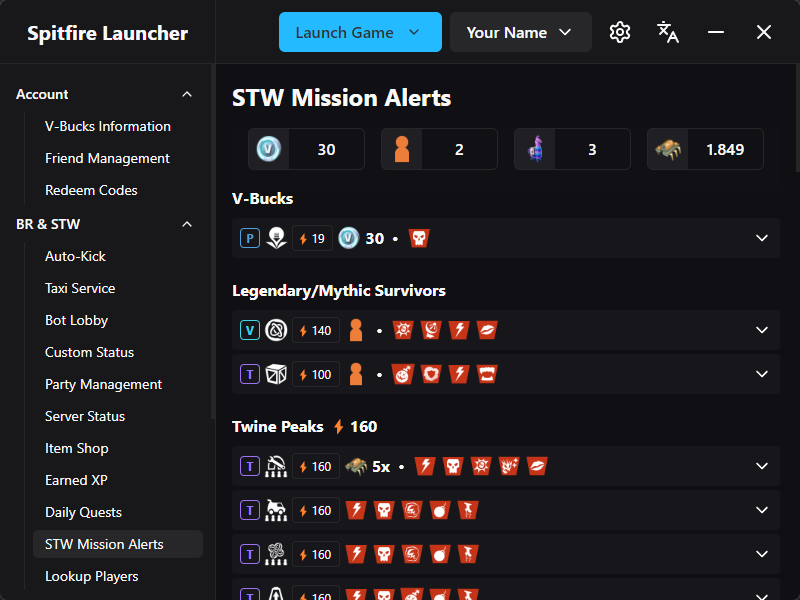 Spitfire Launcher
Launch Game
Your Name
Account
V-Bucks Information
Friend Management
Redeem Codes
BR & STW
Auto-Kick
Taxi Service
Bot Lobby
Custom Status
Party Management
Server Status
Item Shop
Earned XP
Daily Quests
STW Mission Alerts
Lookup Players
STW Mission Alerts
30
2
3
1.849
V-Bucks
P 19 30 •
Legendary/Mythic Survivors
V 140 •
T 100 •
Twine Peaks 160
T 160 5x •
T 160
T 160
T 160